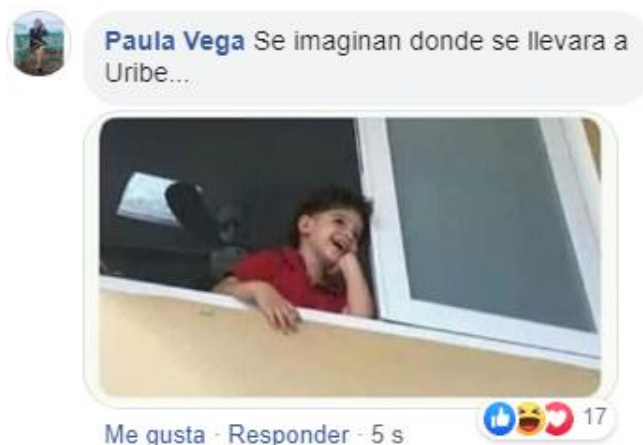 Paula Vega Se imaginan donde se llevara a
Uribe...
17
Me gusta · Responder · 5 s